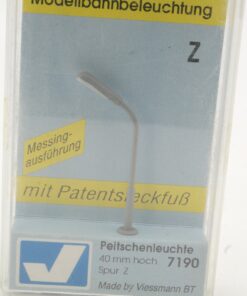 Modellbahnbeleuchtung
Z
Messing-
ausführung
mit Patentsteckfuß
Peitschenleuchte
40 mm hoch 7190
Spur Z
Made by Viessmann BT